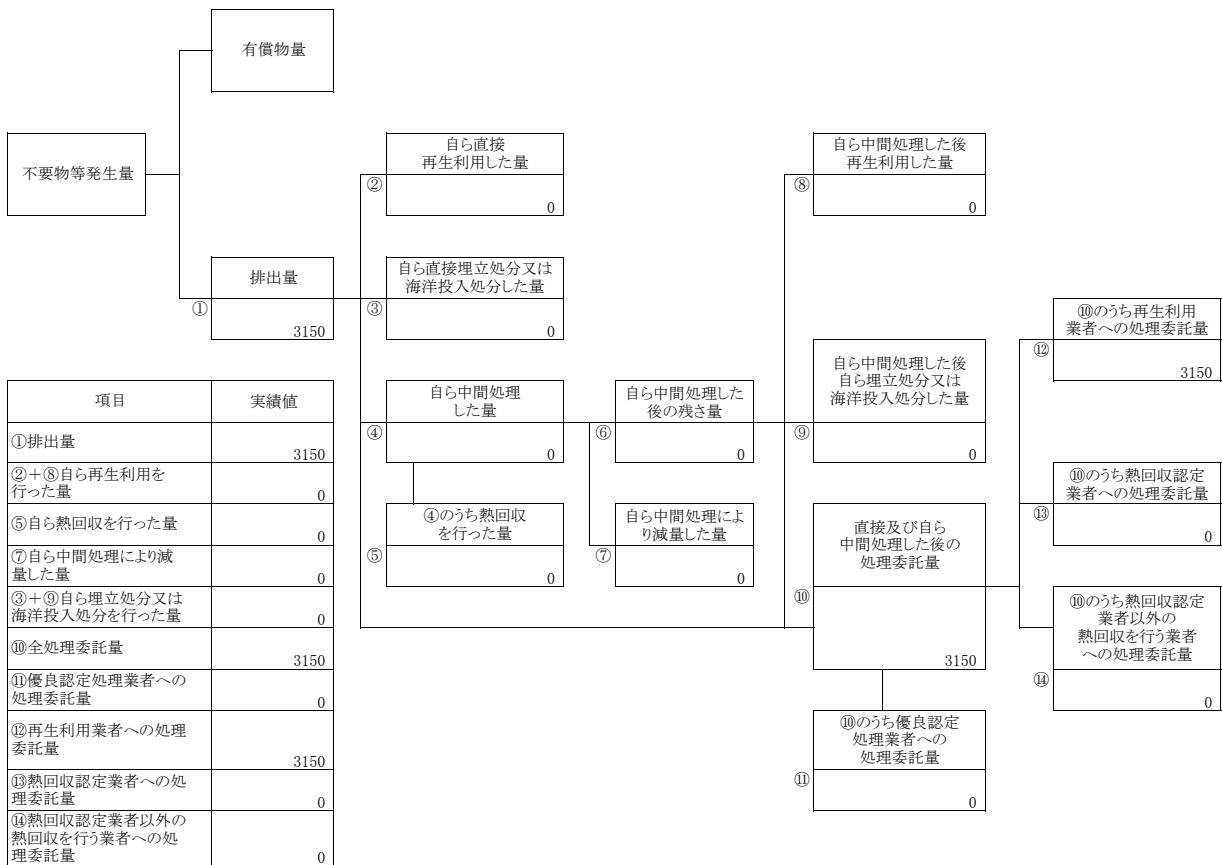 有償物量
不要物等発生量
自ら直接
再生利用した量
②
0
自ら中間処理した後
再生利用した量
⑧
0
排出量
①
3150
自ら直接埋立処分又は
海洋投入処分した量
③
0
⑩のうち再生利用
業者への処理委託量
⑫
3150
自ら中間処理
した量
④
0
自ら中間処理した
後の残さ量
⑥
0
自ら中間処理した後
自ら埋立処分又は
海洋投入処分した量
⑨
0
⑩のうち熱回収認定
業者への処理委託量
⑬
0
④のうち熱回収
を行った量
⑤
0
自ら中間処理によ
り減量した量
⑦
0
直接及び自ら
中間処理した後の
処理委託量
⑩
3150
⑩のうち熱回収認定
業者以外の
熱回収を行う業者
への処理委託量
⑭
0
⑩のうち優良認定
処理業者への
処理委託量
⑪
0
項目 実績値
①排出量 3150
②＋⑧自ら再生利用を
行った量 0
⑤自ら熱回収を行った量 0
⑦自ら中間処理により減
量した量 0
③＋⑨自ら埋立処分又は
海洋投入処分を行った量 0
⑩全処理委託量 3150
⑪優良認定処理業者への
処理委託量 0
⑫再生利用業者への処理
委託量 3150
⑬熱回収認定業者への処
理委託量 0
⑭熱回収認定業者以外の
熱回収を行う業者への処
理委託量 0